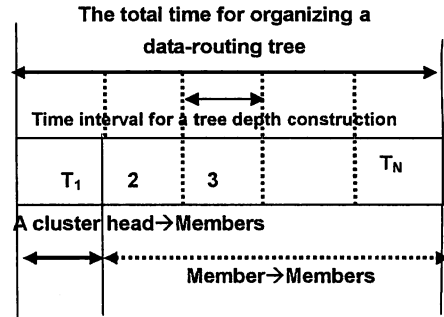 The total time for organizing a
data-routing tree
Time interval for a tree depth construction
T1 2 3 TN
A cluster head→Members
Member→Members